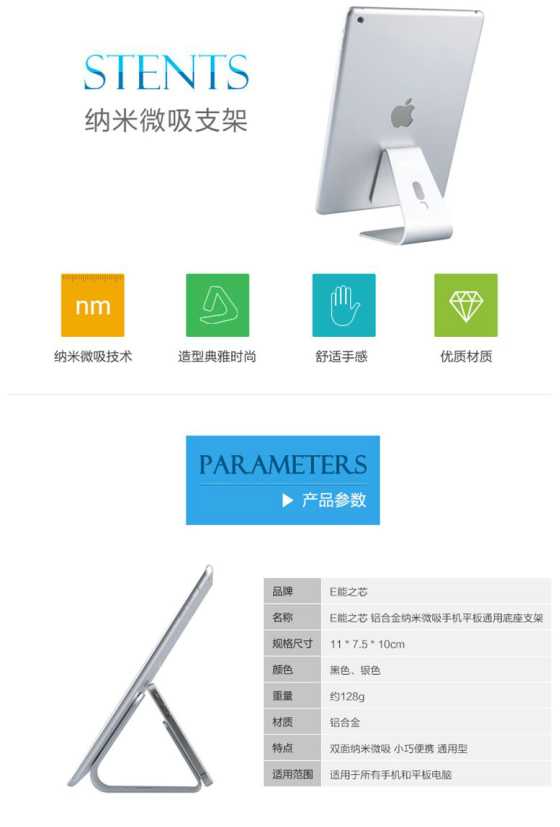 STENTS
纳米微吸支架
nm
纳米微吸技术
造型典雅时尚
舒适手感
优质材质
PARAMETERS
产品参数
品牌 E能之芯
名称 E能之芯 铝合金纳米微吸手机平板通用底座支架
规格尺寸 11 * 7.5 * 10cm
颜色 黑色、银色
重量 约128g
材质 铝合金
特点 双面纳米微吸 小巧便携 通用型
适用范围 适用于所有手机和平板电脑